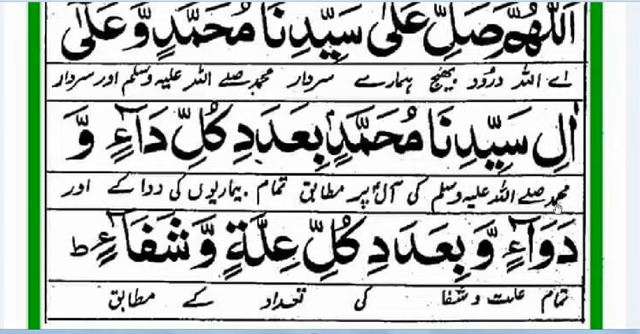 اَللّٰهُمَّ صَلِّ عَلٰى سَيِّدِنَا مُحَمَّدٍ وَّ عَلٰى
اے اللہ درُود بھیج ہمارے سردار محمد صلے اللہ علیہ وسلم اور سردار
اٰلِ سَيِّدِنَا مُحَمَّدٍ بِعَدَدِ كُلِّ دَآءٍ وَّ
محمد صلے اللہ علیہ وسلم کی آل پر مطابق تمام بیماریوں کی دوا کے اور
دَوَآءٍ وَّ بِعَدَدِ كُلِّ عِلَّةٍ وَّ شَفَآءٍ ط
تمام علت و شفا کی تعداد کے مطابق